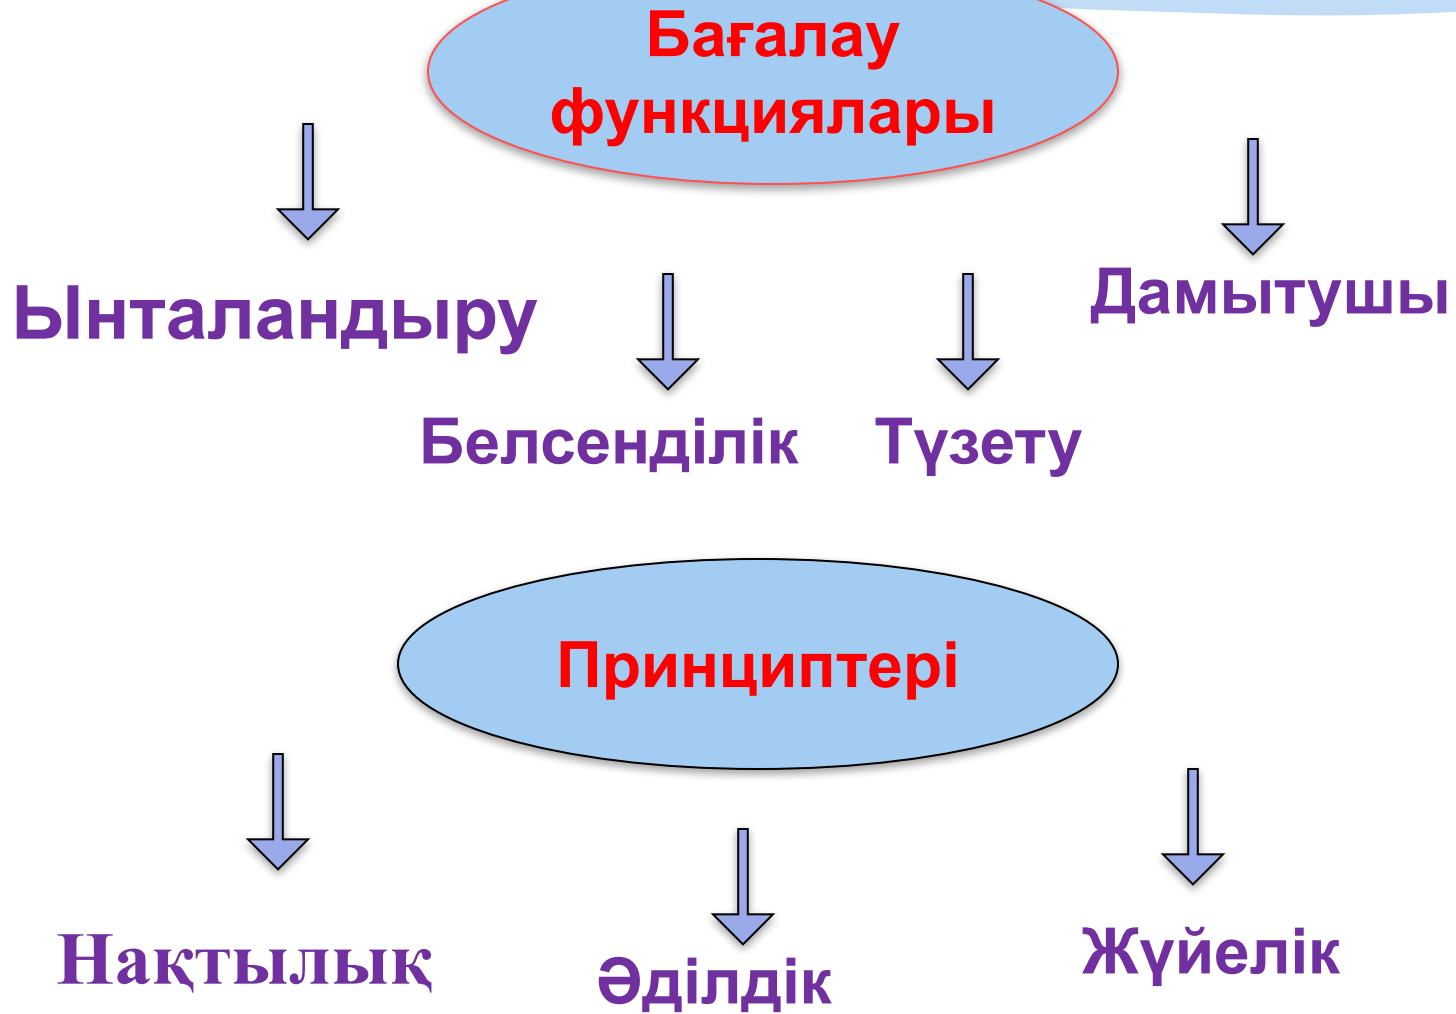 Бағалау
функциялары
Ынталандыру
Дамытушы
Белсенділік
Түзету
Принциптері
Нақтылық
Әділдік
Жүйелік